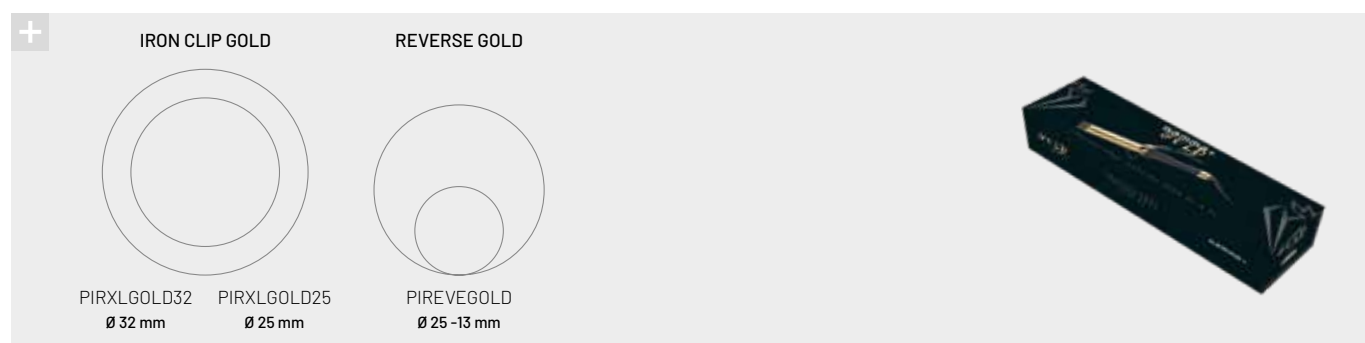 IRON CLIP GOLD
REVERSE GOLD
PIRXLGOLD32
PIRXLGOLD25
PIREVEGOLD
Ø 32 mm
Ø 25 mm
Ø 25 -13 mm